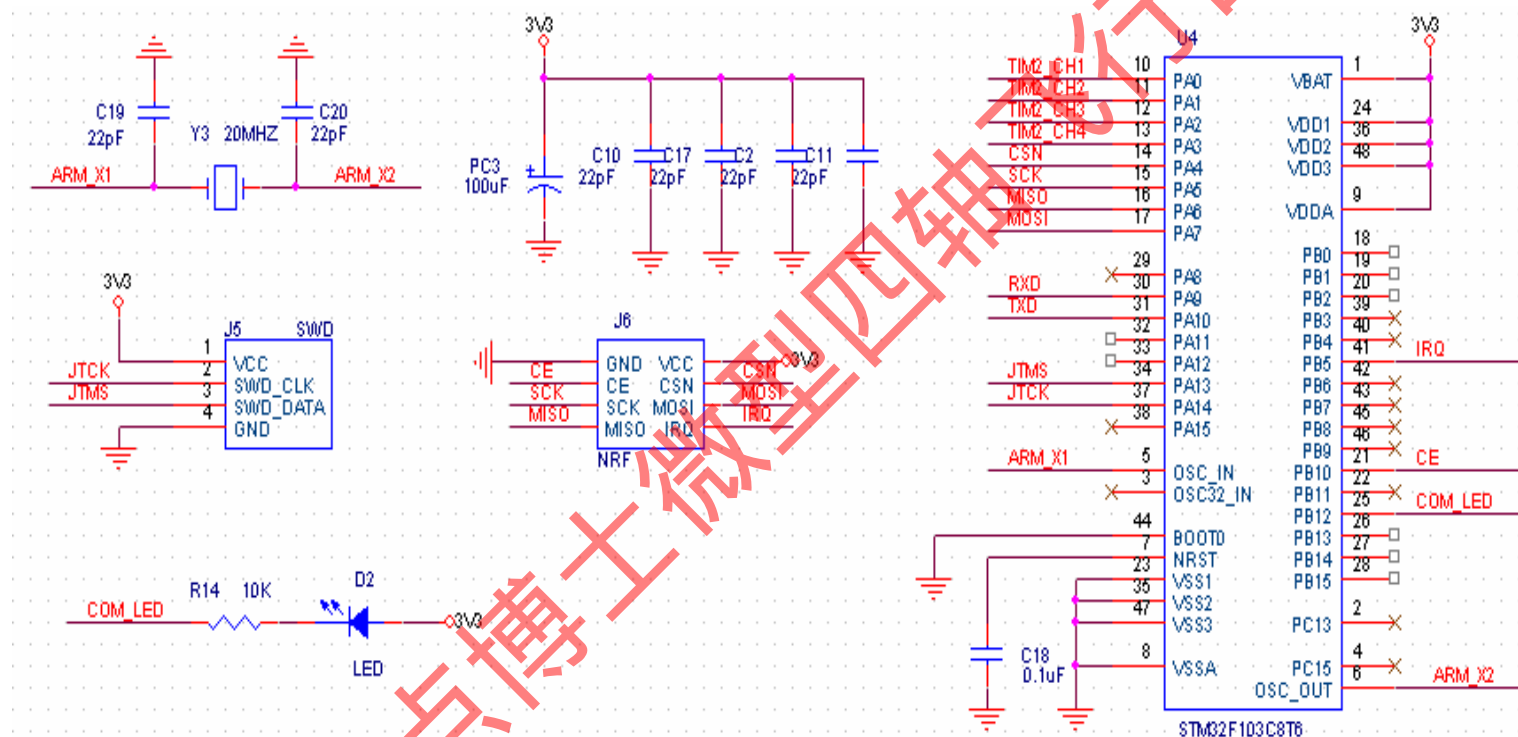 C19
22pF
Y3 20MHZ
C20
22pF
ARM_X1
ARM_X2
3V3
PC3
100uF
C10
22pF
C17
22pF
C2
22pF
C11
22pF
3V3
J5 SWD
1 VCC
JTCK 2 SWD_CLK
JTMS 3 SWD_DATA
4 GND
J6
GND VCC 3V3
CE CE CSN CSN
SCK SCK MOSI MOSI
MISO MISO IRQ IRQ
NRF
COM_LED
R14 10K
D2
LED
3V3
U4
3V3
TIM2_CH1 10 PA0
TIM2_CH2 11 PA1
TIM2_CH3 12 PA2
TIM2_CH4 13 PA3
CSN 14 PA4
SCK 15 PA5
MISO 16 PA6
MOSI 17 PA7
29 PA8
RXD 30 PA9
TXD 31 PA10
32 PA11
33 PA12
JTMS 34 PA13
JTCK 37 PA14
38 PA15
ARM_X1 5 OSC_IN
3 OSC32_IN
44 BOOT0
7 NRST
23 VSS1
35 VSS2
47 VSS3
8 VSSA
C18
0.1uF
VBAT 1
VDD1 24
VDD2 36
VDD3 48
VDDA 9
PB0 18
PB1 19
PB2 20
PB3 39
PB4 40
PB5 41 IRQ
PB6 42
PB7 43
PB8 45
PB9 46
PB10 21 CE
PB11 22
PB12 25 COM_LED
PB13 26
PB14 27
PB15 28
PC13 2
PC15 4
OSC_OUT 6 ARM_X2
STM32F103C8T6
点博士微型四轴飞行